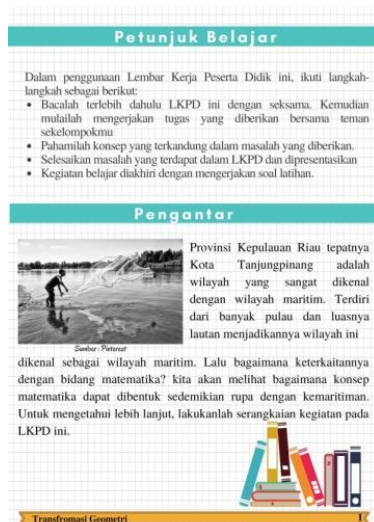 Petunjuk Belajar
Dalam penggunaan Lembar Kerja Peserta Didik ini, ikuti langkah-
langkah sebagai berikut:
• Bacalah terlebih dahulu LKPD ini dengan seksama. Kemudian
mulailah mengerjakan tugas yang diberikan bersama teman
sekelompokmu
• Pahamilah konsep yang terkandung dalam masalah yang diberikan.
• Selesaikan masalah yang terdapat dalam LKPD dan dipresentasikan
• Kegiatan belajar diakhiri dengan mengerjakan soal latihan.
Pengantar
Provinsi Kepulauan Riau tepatnya
Kota Tanjungpinang adalah
wilayah yang sangat dikenal
dengan wilayah maritim. Terdiri
dari banyak pulau dan luasnya
lautan menjadikannya wilayah ini
Sumber : Pinterest
dikenal sebagai wilayah maritim. Lalu bagaimana keterkaitannya
dengan bidang matematika? kita akan melihat bagaimana konsep
matematika dapat dibentuk sedemikian rupa dengan kemaritiman.
Untuk mengetahui lebih lanjut, lakukanlah serangkaian kegiatan pada
LKPD ini.
Transfromasi Geometri 1